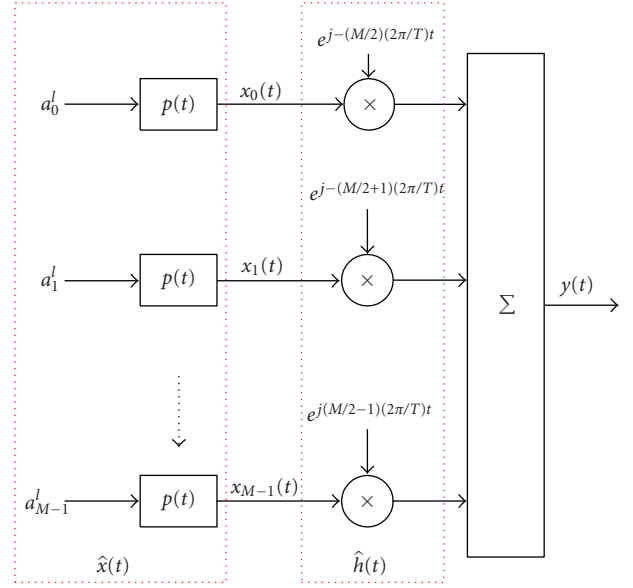 e^{j−(M/2)(2π/T)t}
a_0^l p(t) x_0(t) ×
e^{j−(M/2+1)(2π/T)t}
a_1^l p(t) x_1(t) × Σ y(t)
e^{j(M/2−1)(2π/T)t}
a_{M−1}^l p(t) x_{M−1}(t) ×
x̂(t) ĥ(t)